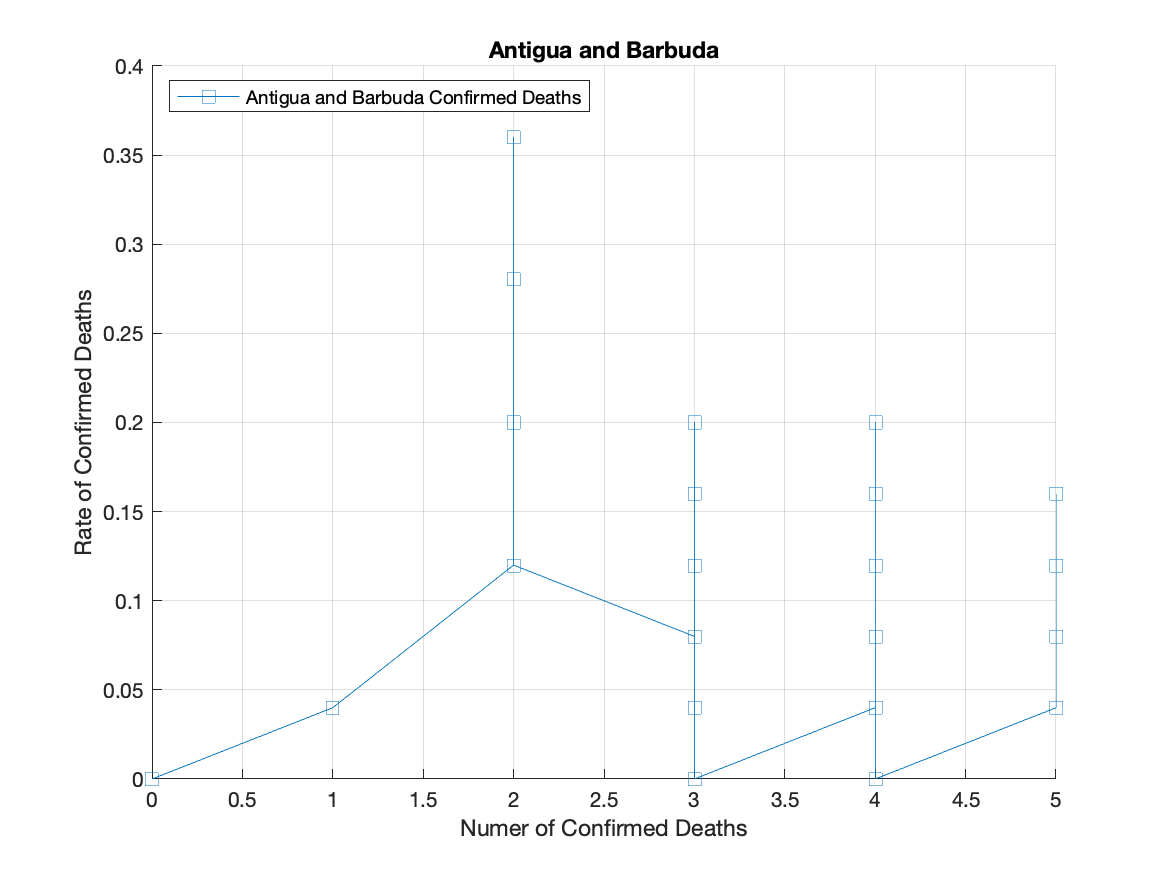 Antigua and Barbuda
Antigua and Barbuda Confirmed Deaths
0.4
0.35
0.3
0.25
0.2
0.15
0.1
0.05
0
Rate of Confirmed Deaths
0 0.5 1 1.5 2 2.5 3 3.5 4 4.5 5
Numer of Confirmed Deaths